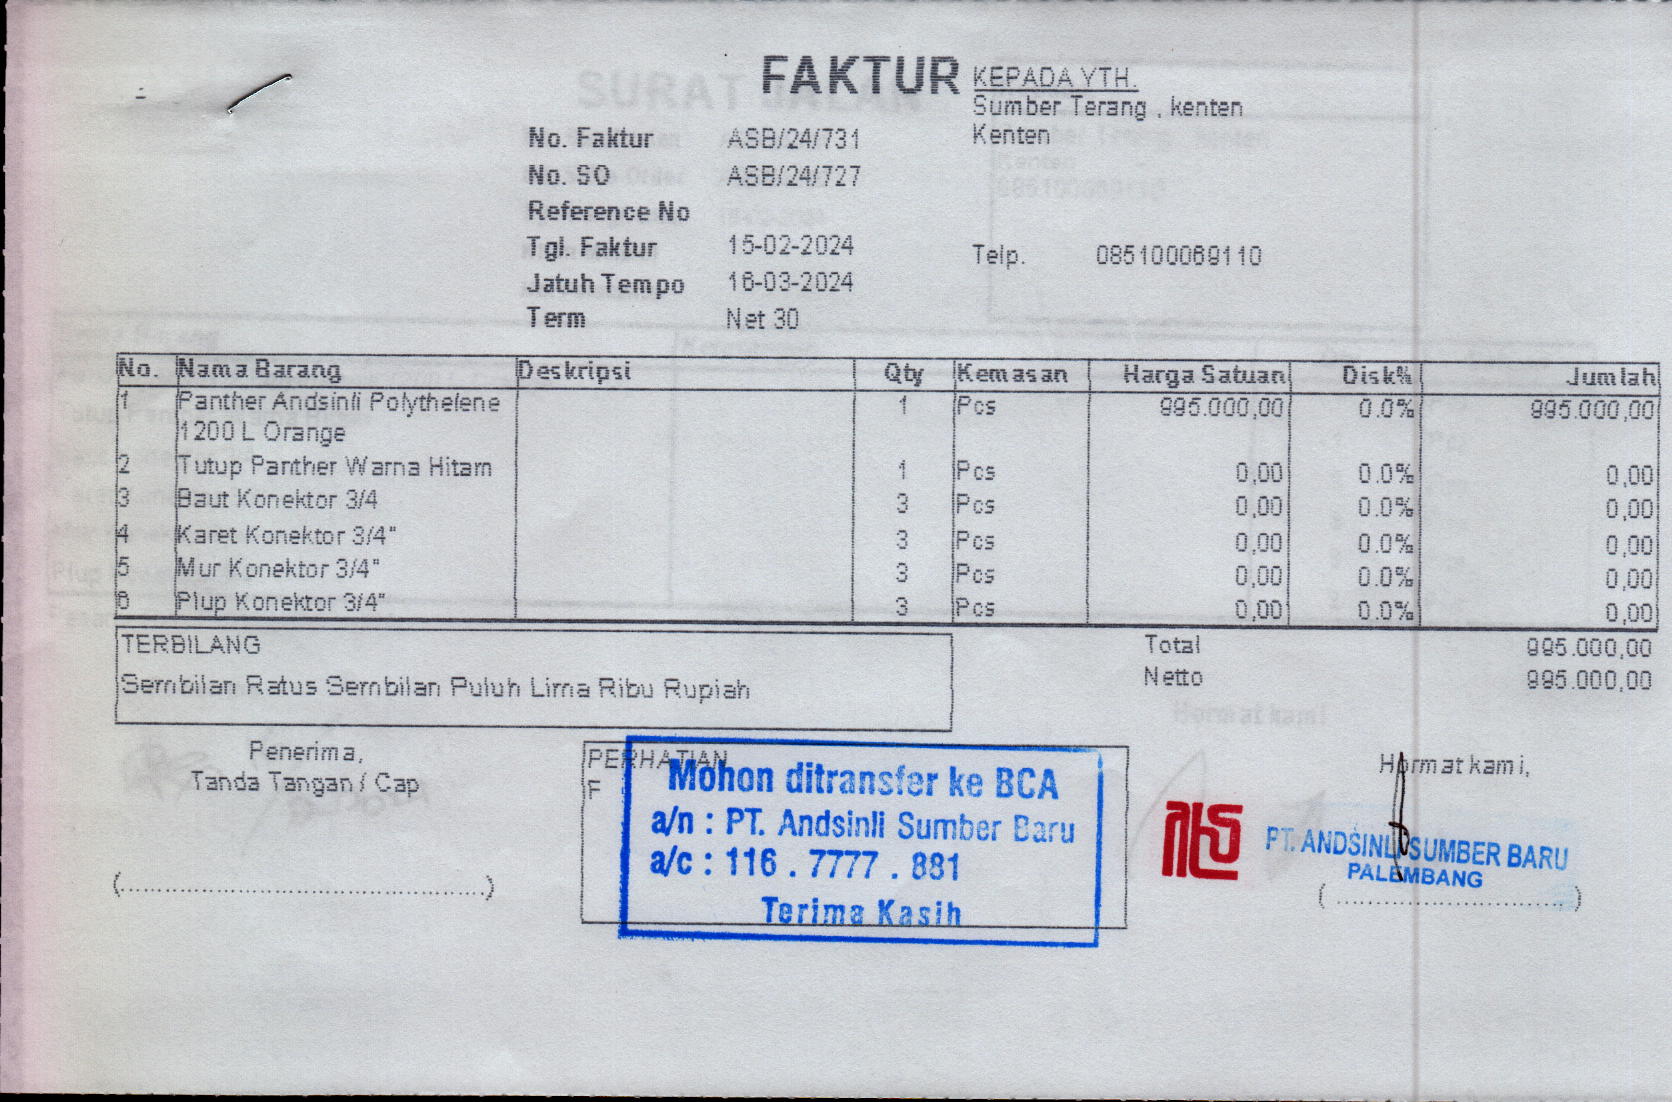 FAKTUR
KEPADA YTH.
Sumber Terang , kenten
Kenten
No. Faktur ASB/24/731
No. SO ASB/24/727
Reference No
Tgl. Faktur 15-02-2024
Telp. 085100069110
Jatuh Tempo 16-03-2024
Term Net 30
No. Nama Barang Deskripsi Qty Kemasan Harga Satuan Disk% Jumlah
1 Panther Andsinli Polythelene 1 Pcs 995.000,00 0.0% 995.000,00
1200 L Orange
2 Tutup Panther Warna Hitam 1 Pcs 0,00 0.0% 0,00
3 Baut Konektor 3/4 3 Pcs 0,00 0.0% 0,00
4 Karet Konektor 3/4" 3 Pcs 0,00 0.0% 0,00
5 Mur Konektor 3/4" 3 Pcs 0,00 0.0% 0,00
6 Plup Konektor 3/4" 3 Pcs 0,00 0.0% 0,00
TERBILANG
Sembilan Ratus Sembilan Puluh Lima Ribu Rupiah
Total 995.000,00
Netto 995.000,00
Penerima,
Tanda Tangan / Cap
(....................................................)
PERHATIAN
F
Mohon ditransfer ke BCA
a/n : PT. Andsinli Sumber Baru
a/c : 116 . 7777 . 881
Terima Kasih
Hormat kami,
PT. ANDSINLI SUMBER BARU
PALEMBANG
( .................................)